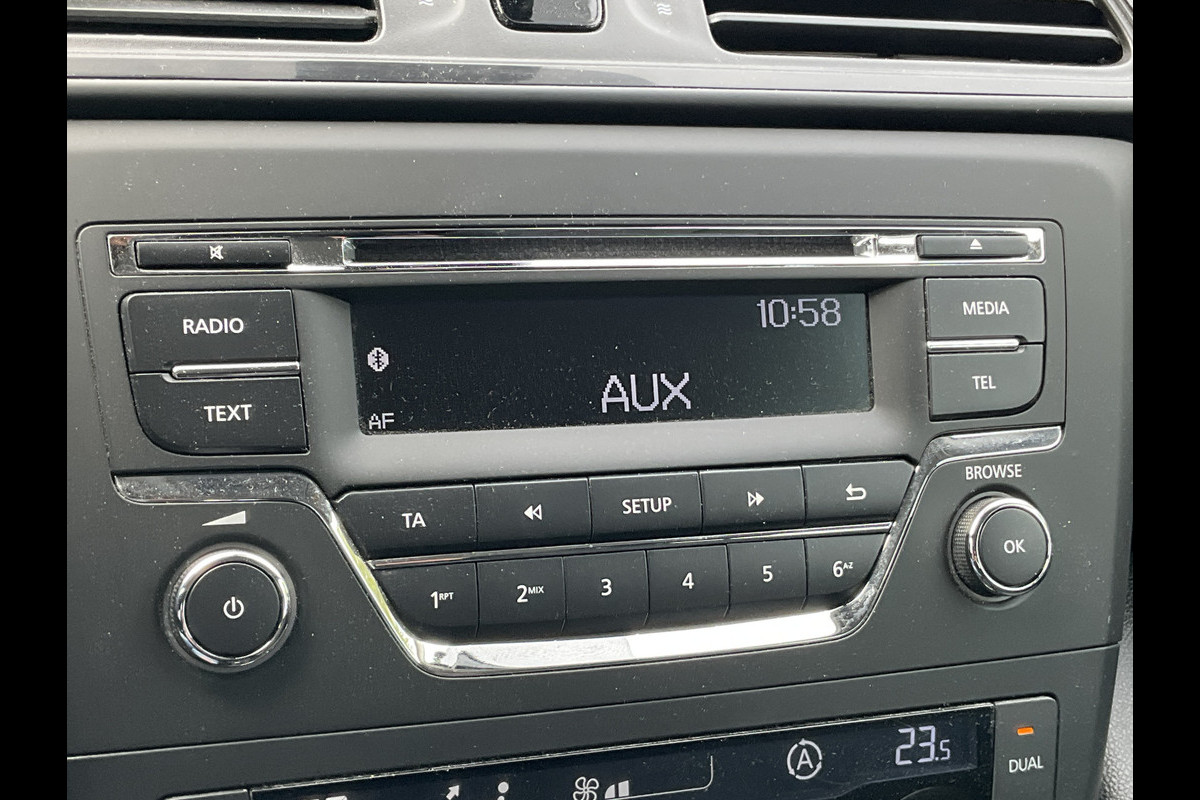 RADIO
TEXT
10:58
AUX
AF
MEDIA
TEL
BROWSE
OK
TA
SETUP
1RPT
2MIX
3
4
5
6A-Z
A
23.5
DUAL